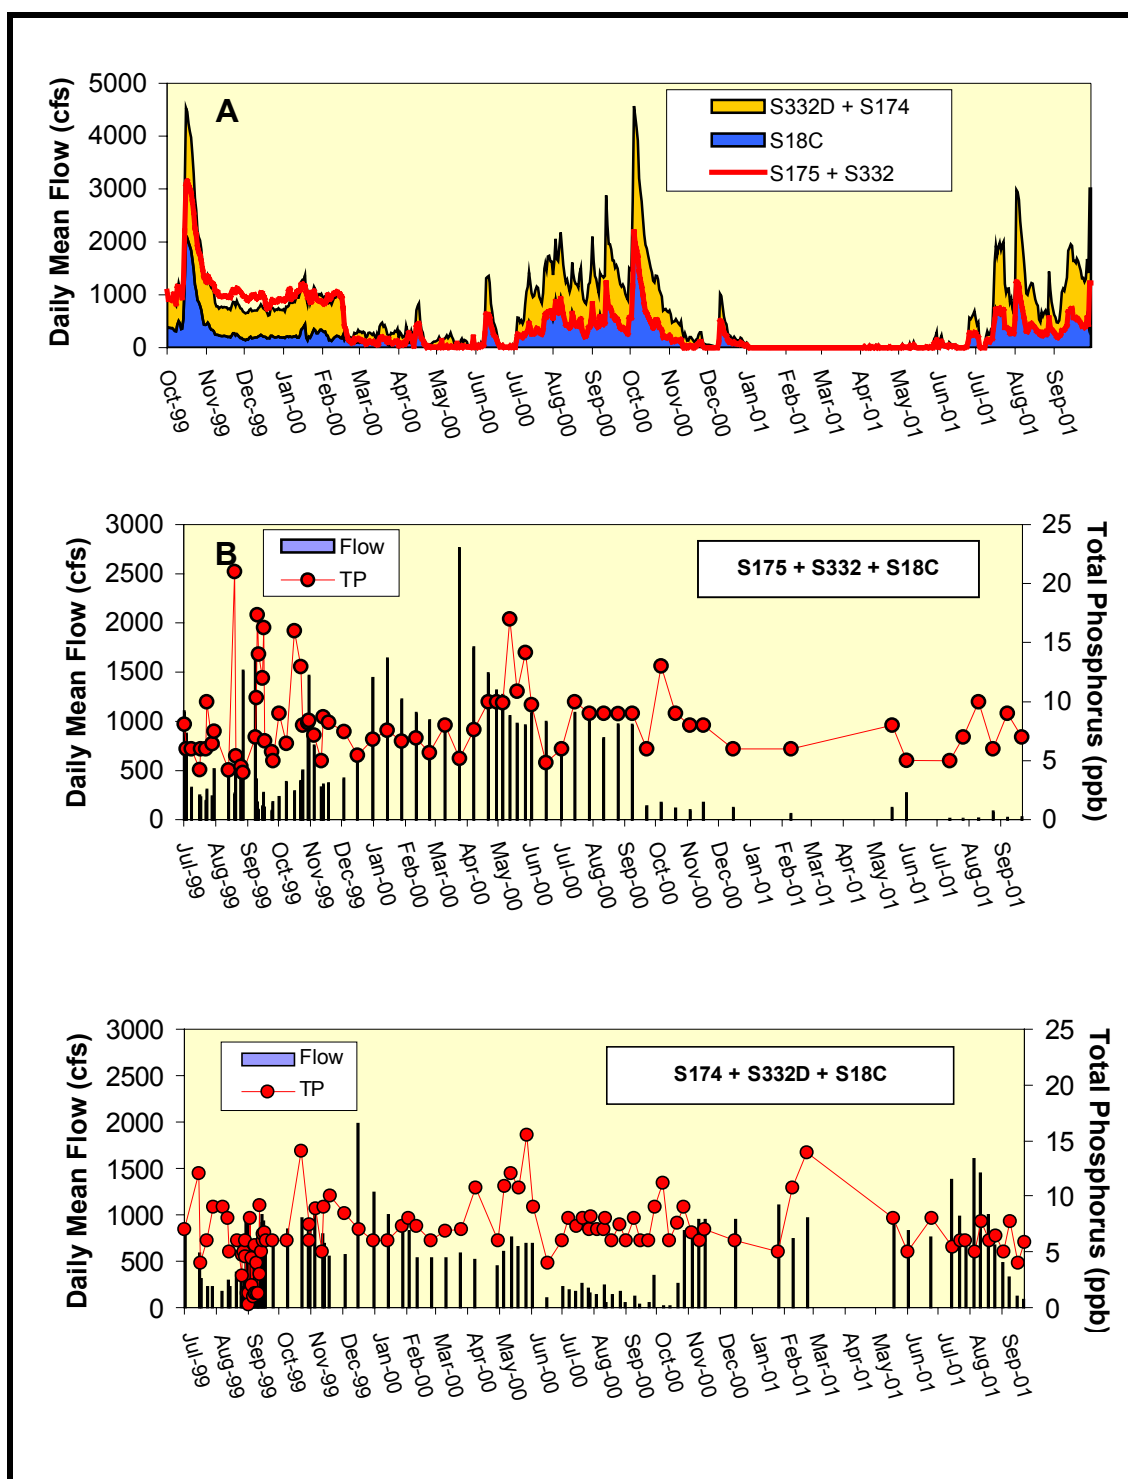 A
Daily Mean Flow (cfs)
5000
4000
3000
2000
1000
0
S332D + S174
S18C
S175 + S332
Oct-99
Nov-99
Dec-99
Jan-00
Feb-00
Mar-00
Apr-00
May-00
Jun-00
Jul-00
Aug-00
Sep-00
Oct-00
Nov-00
Dec-00
Jan-01
Feb-01
Mar-01
Apr-01
May-01
Jun-01
Jul-01
Aug-01
Sep-01
B
Daily Mean Flow (cfs)
3000
2500
2000
1500
1000
500
0
Flow
TP
S175 + S332 + S18C
25
20
15
10
5
0
Total Phosphorus (ppb)
Jul-99
Aug-99
Sep-99
Oct-99
Nov-99
Dec-99
Jan-00
Feb-00
Mar-00
Apr-00
May-00
Jun-00
Jul-00
Aug-00
Sep-00
Oct-00
Nov-00
Dec-00
Jan-01
Feb-01
Mar-01
Apr-01
May-01
Jun-01
Jul-01
Aug-01
Sep-01
Daily Mean Flow (cfs)
3000
2500
2000
1500
1000
500
0
Flow
TP
S174 + S332D + S18C
25
20
15
10
5
0
Total Phosphorus (ppb)
Jul-99
Aug-99
Sep-99
Oct-99
Nov-99
Dec-99
Jan-00
Feb-00
Mar-00
Apr-00
May-00
Jun-00
Jul-00
Aug-00
Sep-00
Oct-00
Nov-00
Dec-00
Jan-01
Feb-01
Mar-01
Apr-01
May-01
Jun-01
Jul-01
Aug-01
Sep-01